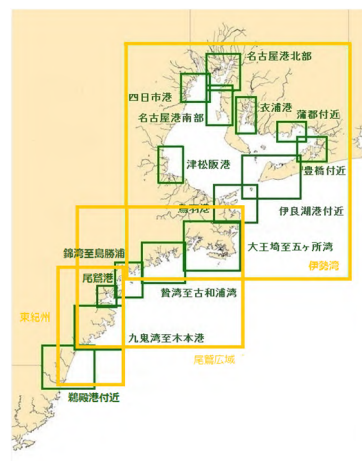 名古屋港北部
四日市港
衣浦港
名古屋港南部
蒲郡付近
豊橋付近
津松阪港
鳥羽港
伊良湖港付近
大王埼至五ヶ所湾
錦湾至島勝浦
伊勢湾
尾鷲港
贄湾至古和浦湾
東紀州
九鬼湾至木本港
尾鷲広域
鵜殿港付近